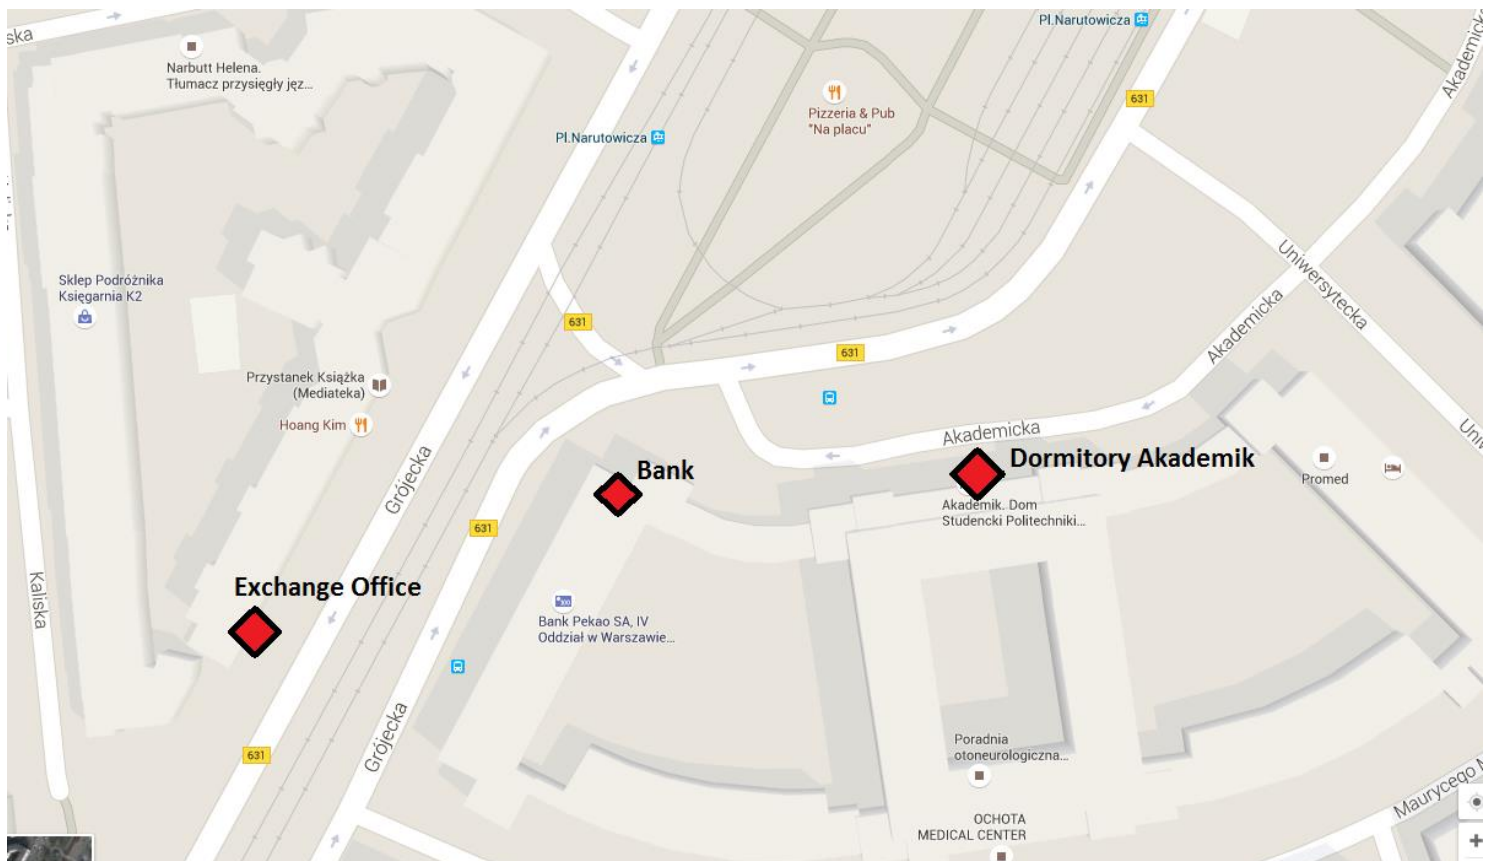 ska
Narbutt Helena.
Tłumacz przysięgły jęz...
Pl.Narutowicza
Pl.Narutowicza
Akademicka
Pizzeria & Pub
"Na placu"
631
Sklep Podróżnika
Księgarnia K2
Uniwersytecka
631
631
Akademicka
Przystanek Książka
(Mediateka)
Hoang Kim
Akademicka
Uni
Grójecka
Bank
Dormitory Akademik
Promed
Akademik. Dom
Studencki Politechniki...
631
Exchange Office
Kaliska
Bank Pekao SA, IV
Oddział w Warszawie...
Grójecka
631
Poradnia
otoneurologiczna...
Maurycego M
OCHOTA
MEDICAL CENTER
+